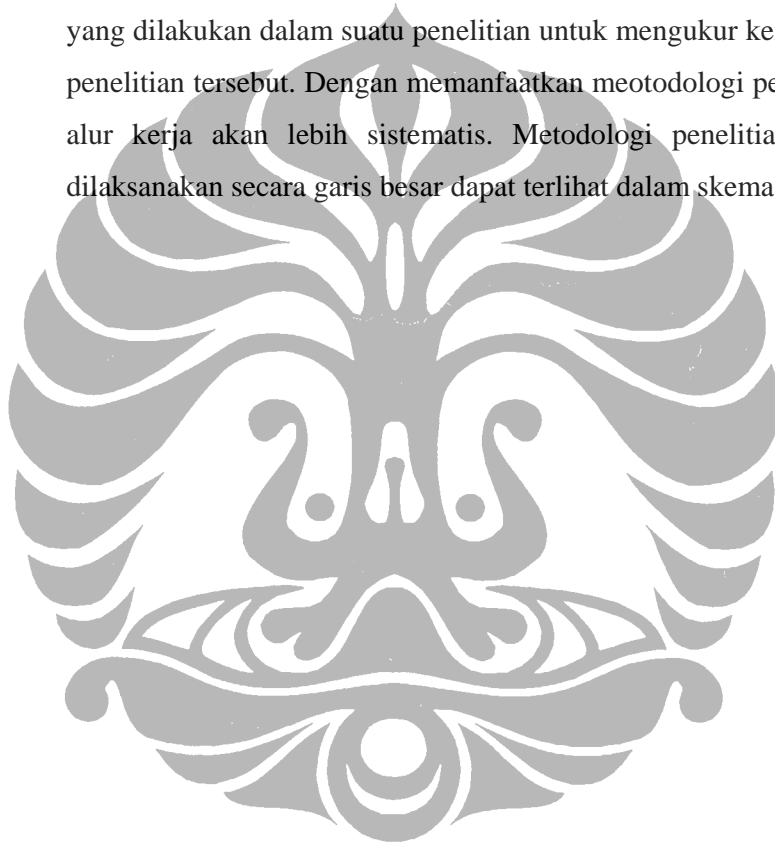 yang dilakukan dalam suatu penelitian untuk mengukur ke
penelitian tersebut. Dengan memanfaatkan meotodologi pe
alur kerja akan lebih sistematis. Metodologi penelitia
dilaksanakan secara garis besar dapat terlihat dalam skema